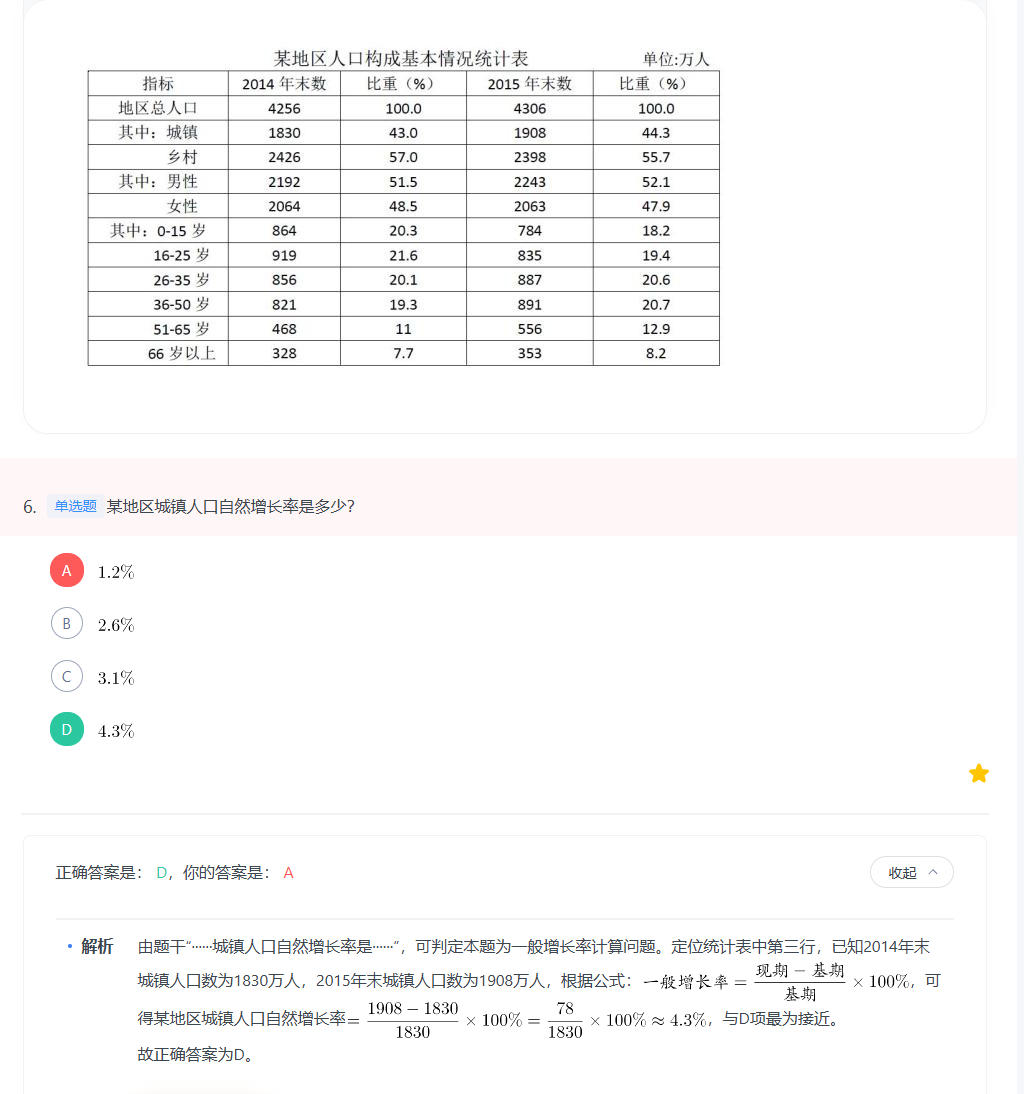 某地区人口构成基本情况统计表 单位:万人
指标 2014 年末数 比重（%） 2015 年末数 比重（%）
地区总人口 4256 100.0 4306 100.0
其中：城镇 1830 43.0 1908 44.3
乡村 2426 57.0 2398 55.7
其中：男性 2192 51.5 2243 52.1
女性 2064 48.5 2063 47.9
其中：0-15 岁 864 20.3 784 18.2
16-25 岁 919 21.6 835 19.4
26-35 岁 856 20.1 887 20.6
36-50 岁 821 19.3 891 20.7
51-65 岁 468 11 556 12.9
66 岁以上 328 7.7 353 8.2
6. 单选题 某地区城镇人口自然增长率是多少？
A 1.2%
B 2.6%
C 3.1%
D 4.3%
正确答案是： D，你的答案是： A 收起
解析 由题干“……城镇人口自然增长率是……”，可判定本题为一般增长率计算问题。定位统计表中第三行，已知2014年末
城镇人口数为1830万人，2015年末城镇人口数为1908万人，根据公式：一般增长率 = (现期 − 基期)/基期 × 100%，可
得某地区城镇人口自然增长率= (1908 − 1830)/1830 × 100% = 78/1830 × 100% ≈ 4.3%，与D项最为接近。
故正确答案为D。